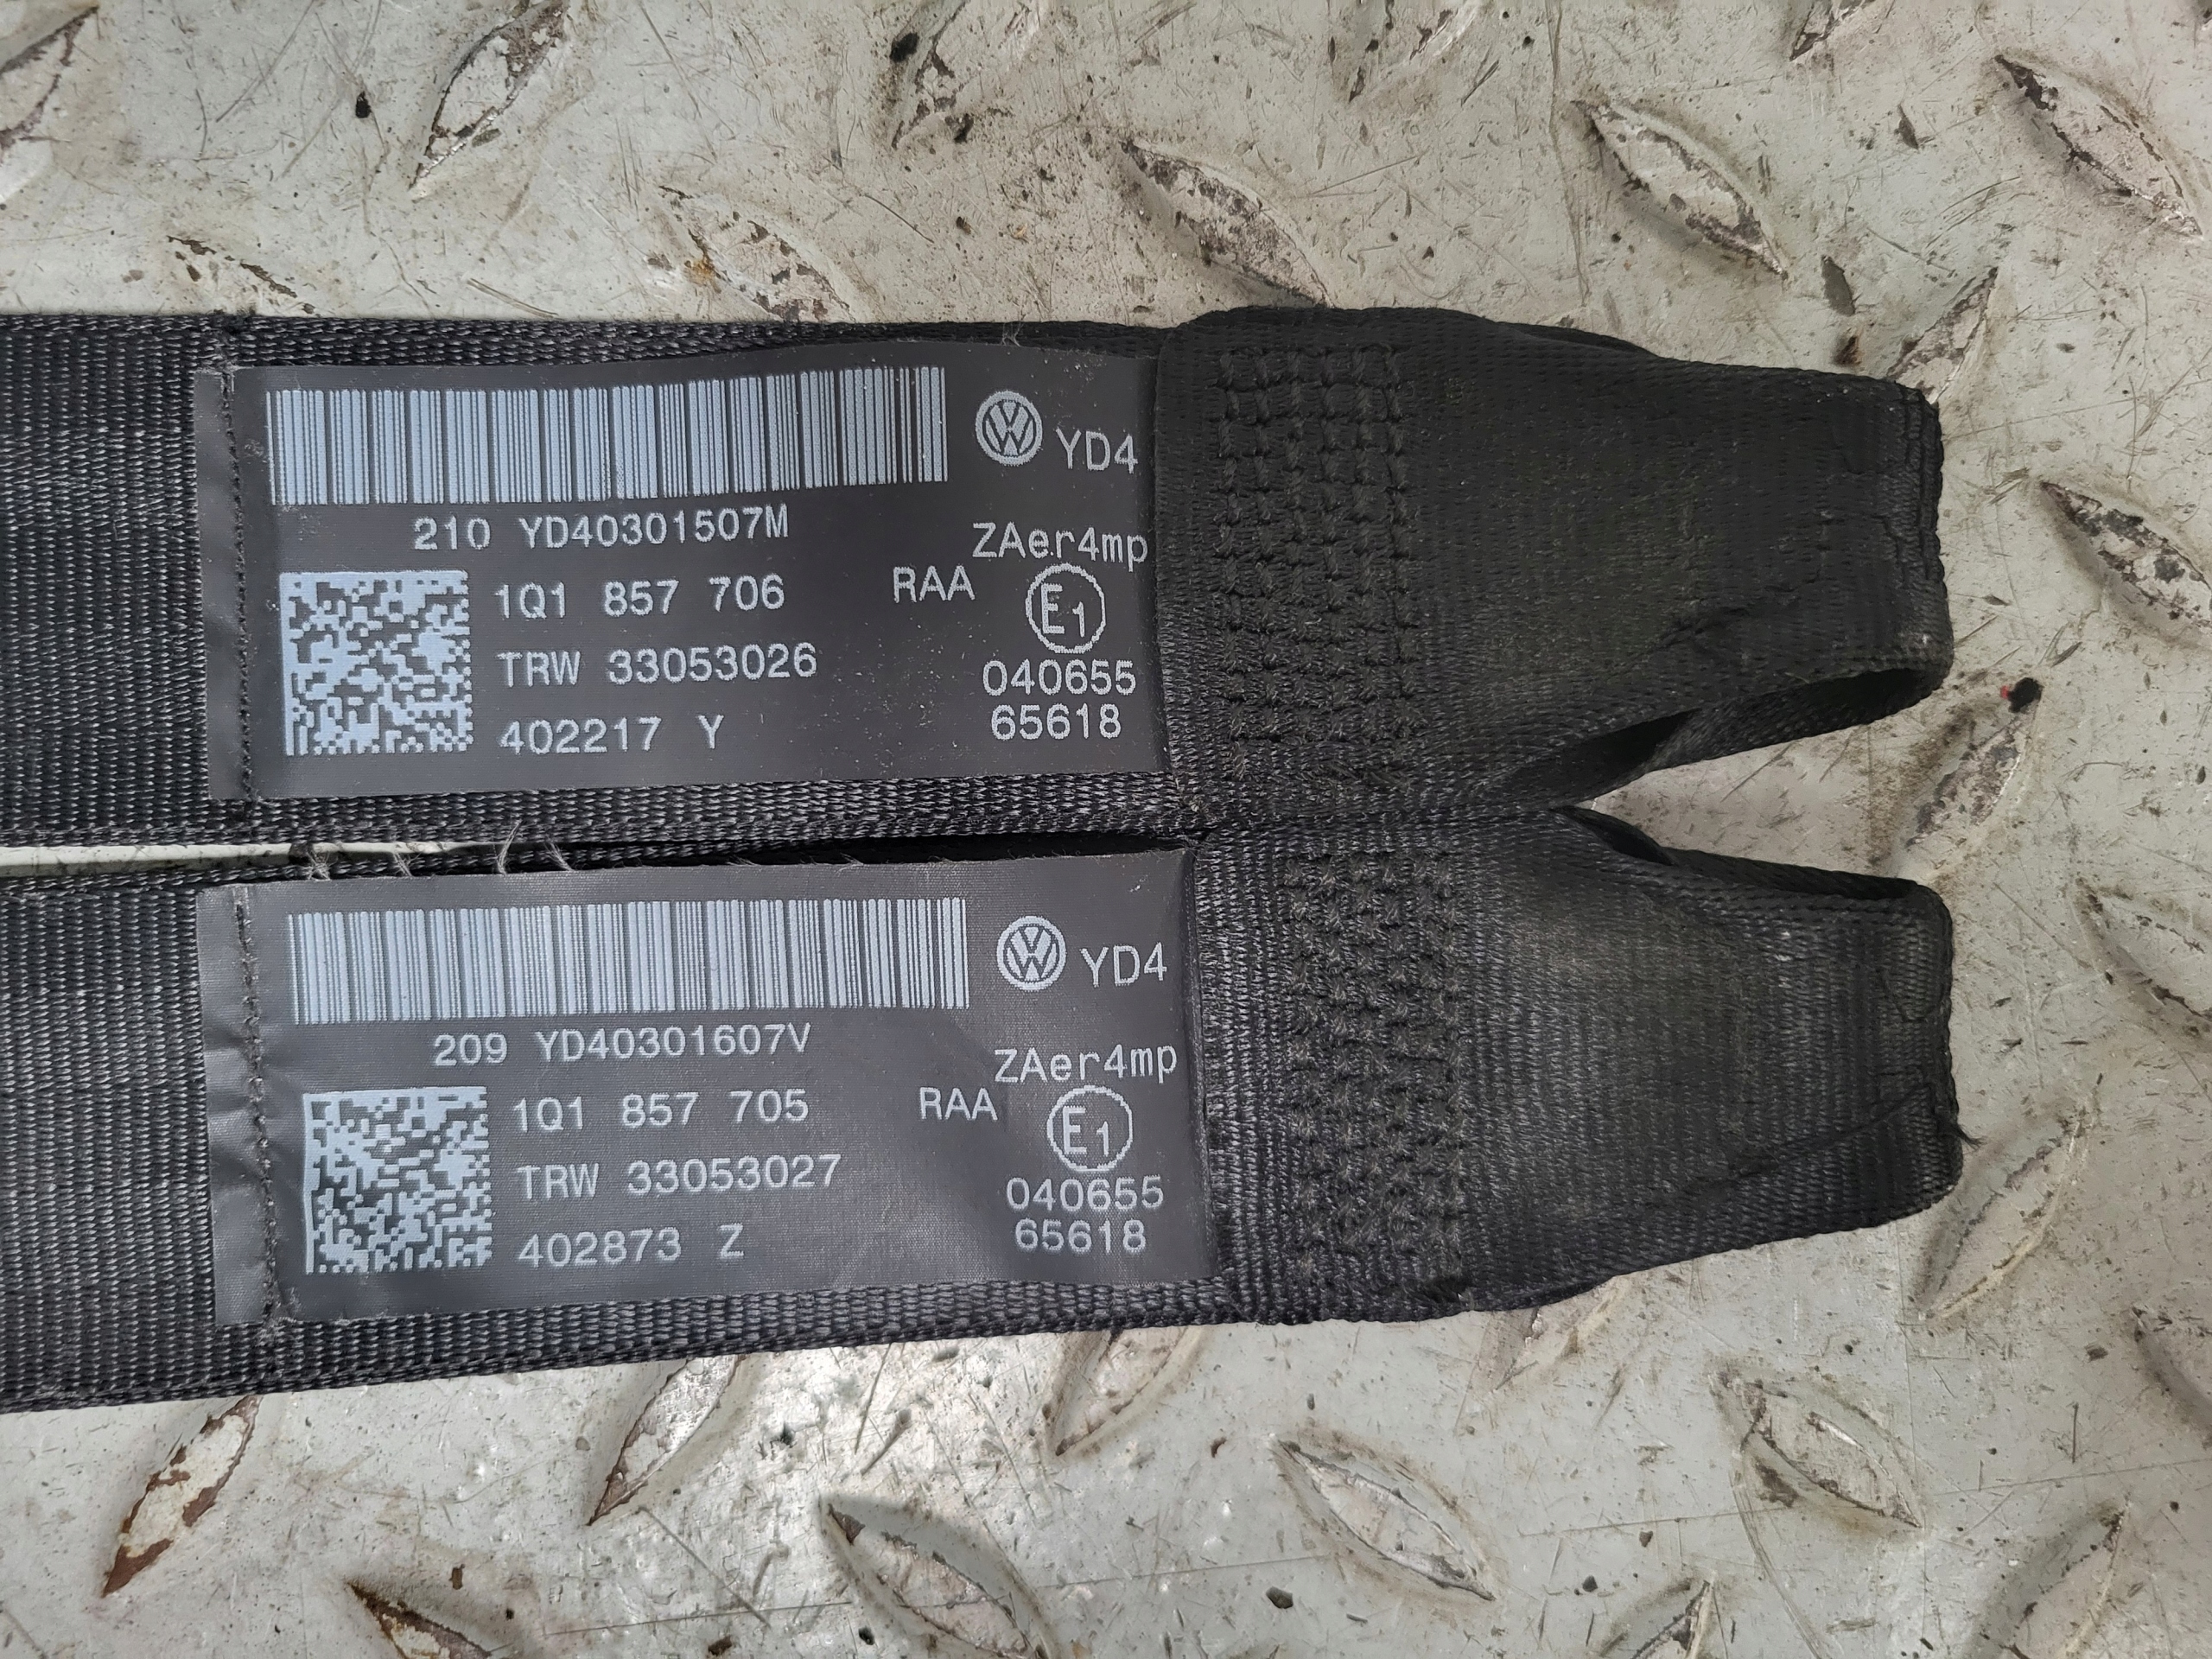 YD4
210 YD40301507M
ZAer4mp
1Q1 857 706 RAA
E1
TRW 33053026
040655
402217 Y
65618
YD4
209 YD40301607V
ZAer4mp
1Q1 857 705 RAA
E1
TRW 33053027
040655
402873 Z
65618